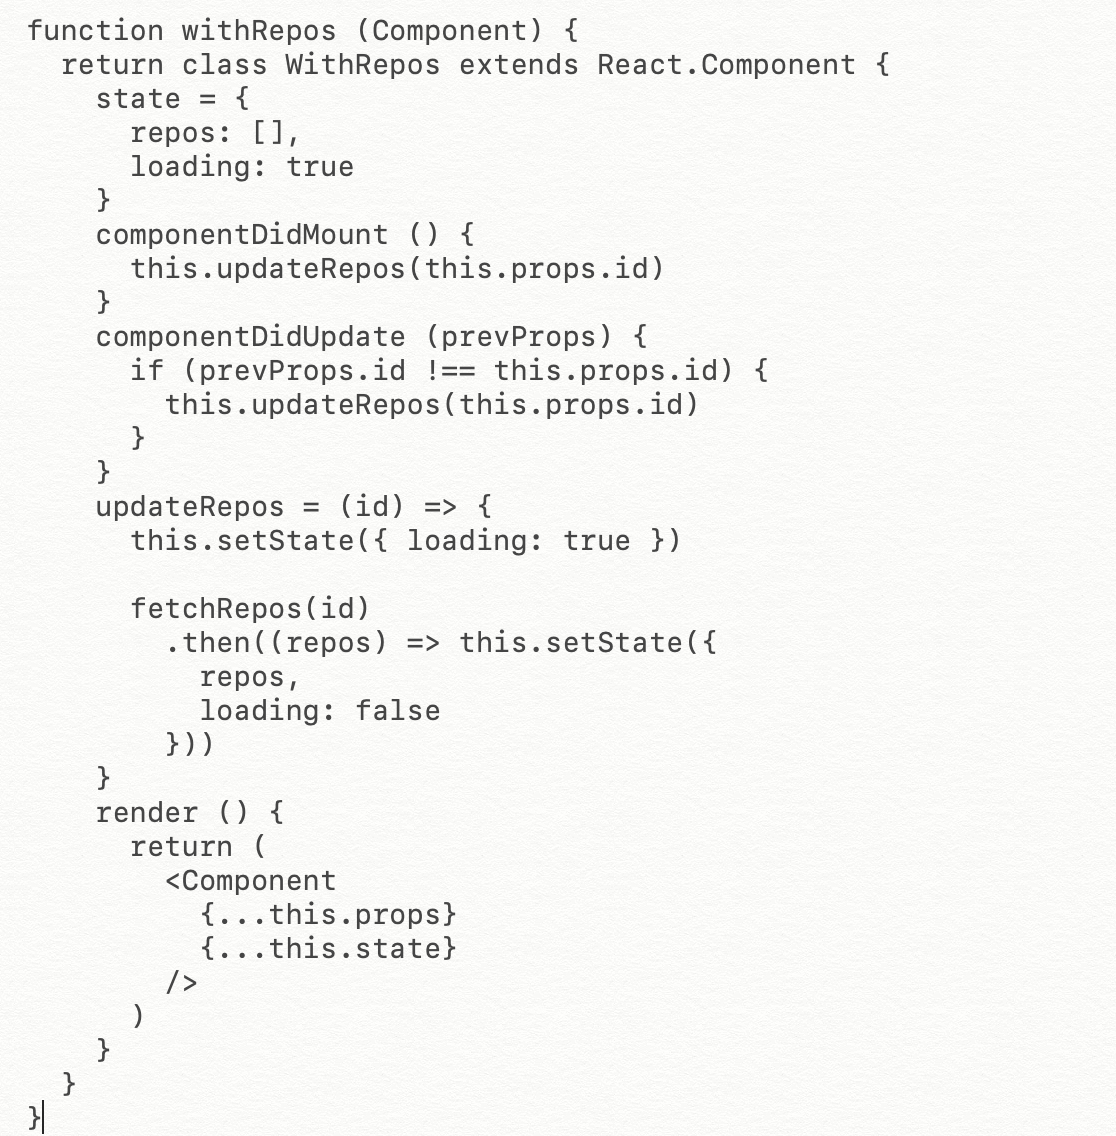 function withRepos (Component) {
  return class WithRepos extends React.Component {
    state = {
      repos: [],
      loading: true
    }
    componentDidMount () {
      this.updateRepos(this.props.id)
    }
    componentDidUpdate (prevProps) {
      if (prevProps.id !== this.props.id) {
        this.updateRepos(this.props.id)
      }
    }
    updateRepos = (id) => {
      this.setState({ loading: true })

      fetchRepos(id)
        .then((repos) => this.setState({
          repos,
          loading: false
        }))
    }
    render () {
      return (
        <Component
          {...this.props}
          {...this.state}
        />
      )
    }
  }
}